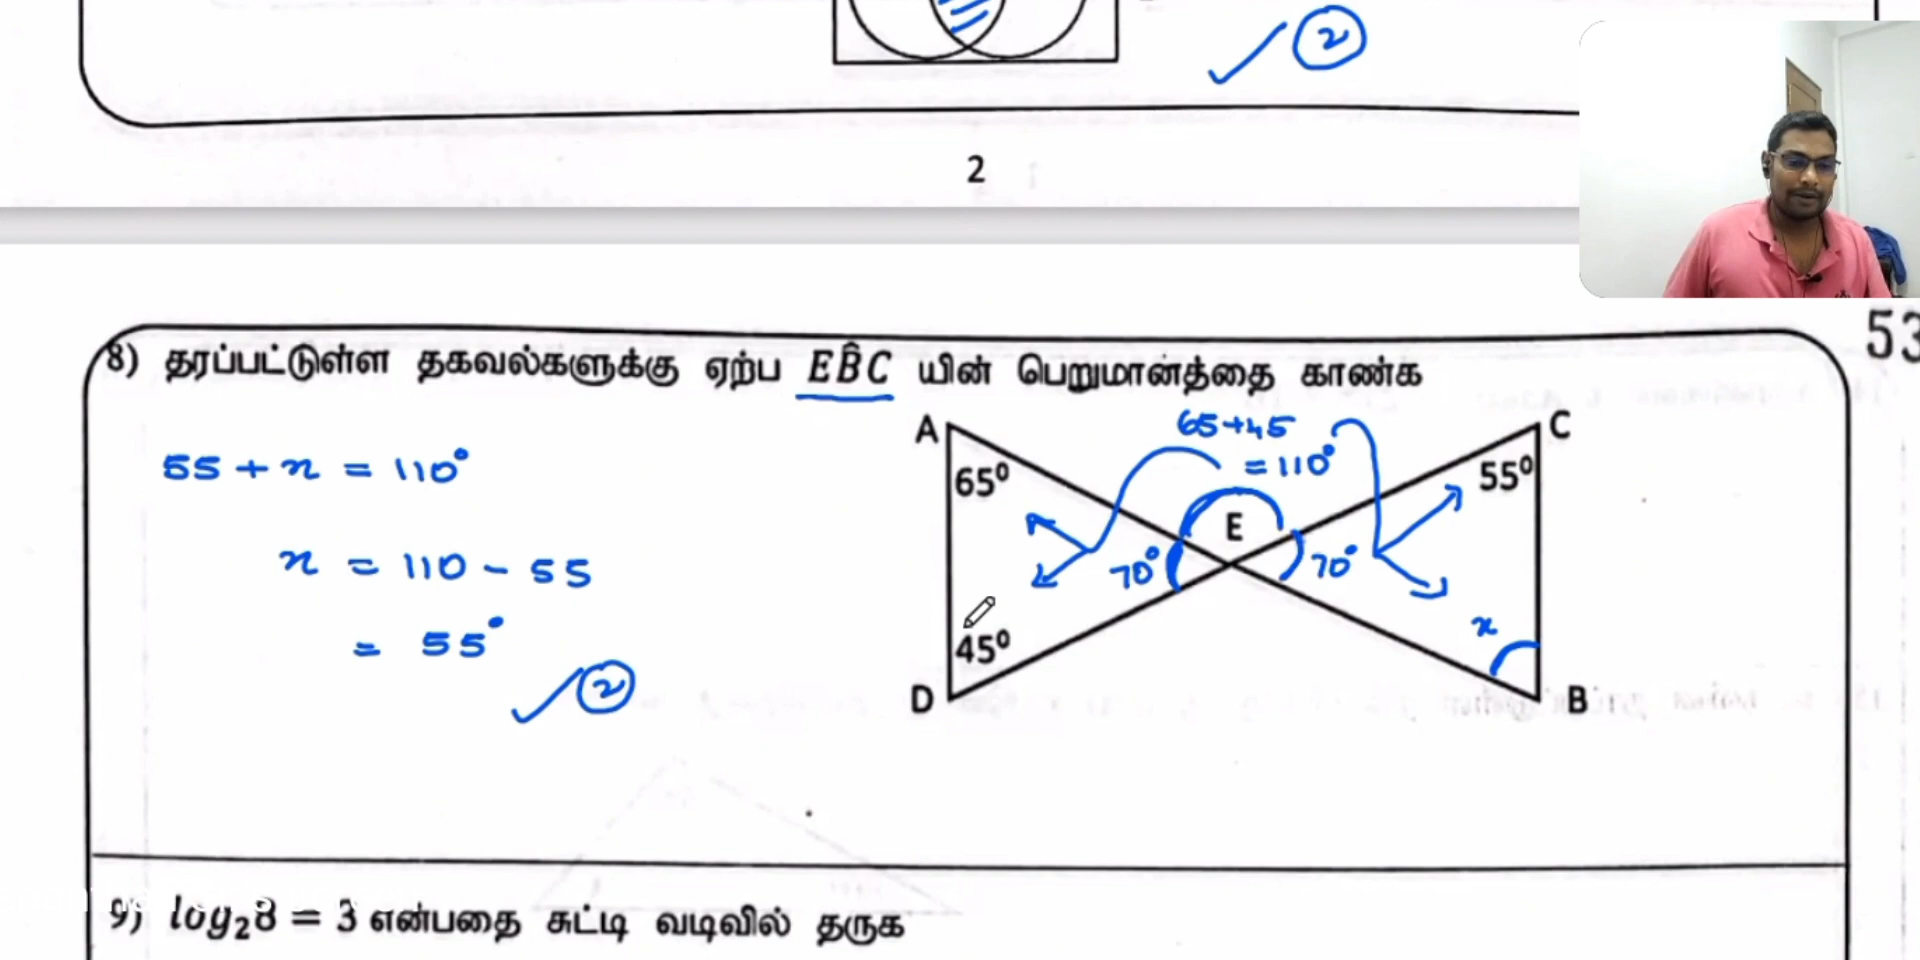 2
2
53
8) தரப்பட்டுள்ள தகவல்களுக்கு ஏற்ப EB̂C யின் பெறுமானத்தை காண்க
55 + x = 110°
x = 110 - 55
= 55°
2
A
65°
45°
D
65+45
= 110°
E
70°
70°
C
55°
x
B
9) log₂8 = 3 என்பதை சுட்டி வடிவில் தருக